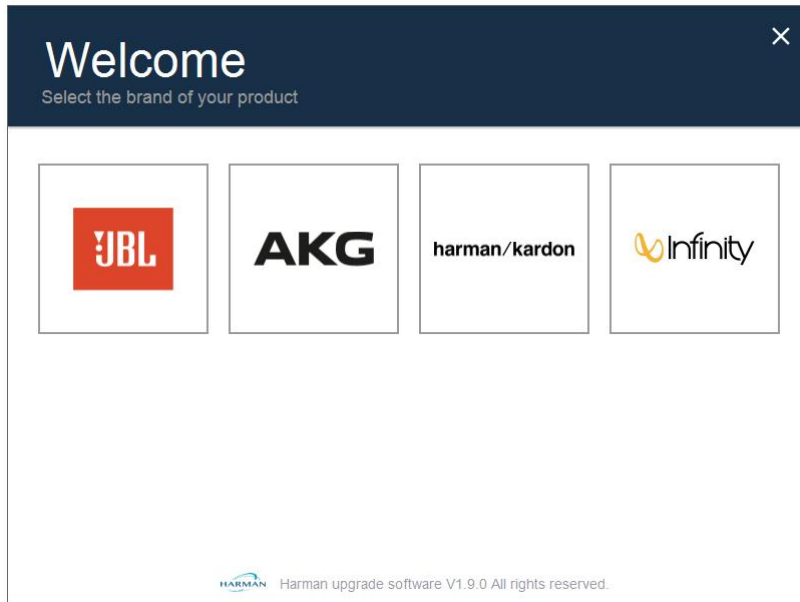 Welcome
Select the brand of your product
JBL
AKG
harman/kardon
Infinity
HARMAN Harman upgrade software V1.9.0 All rights reserved.